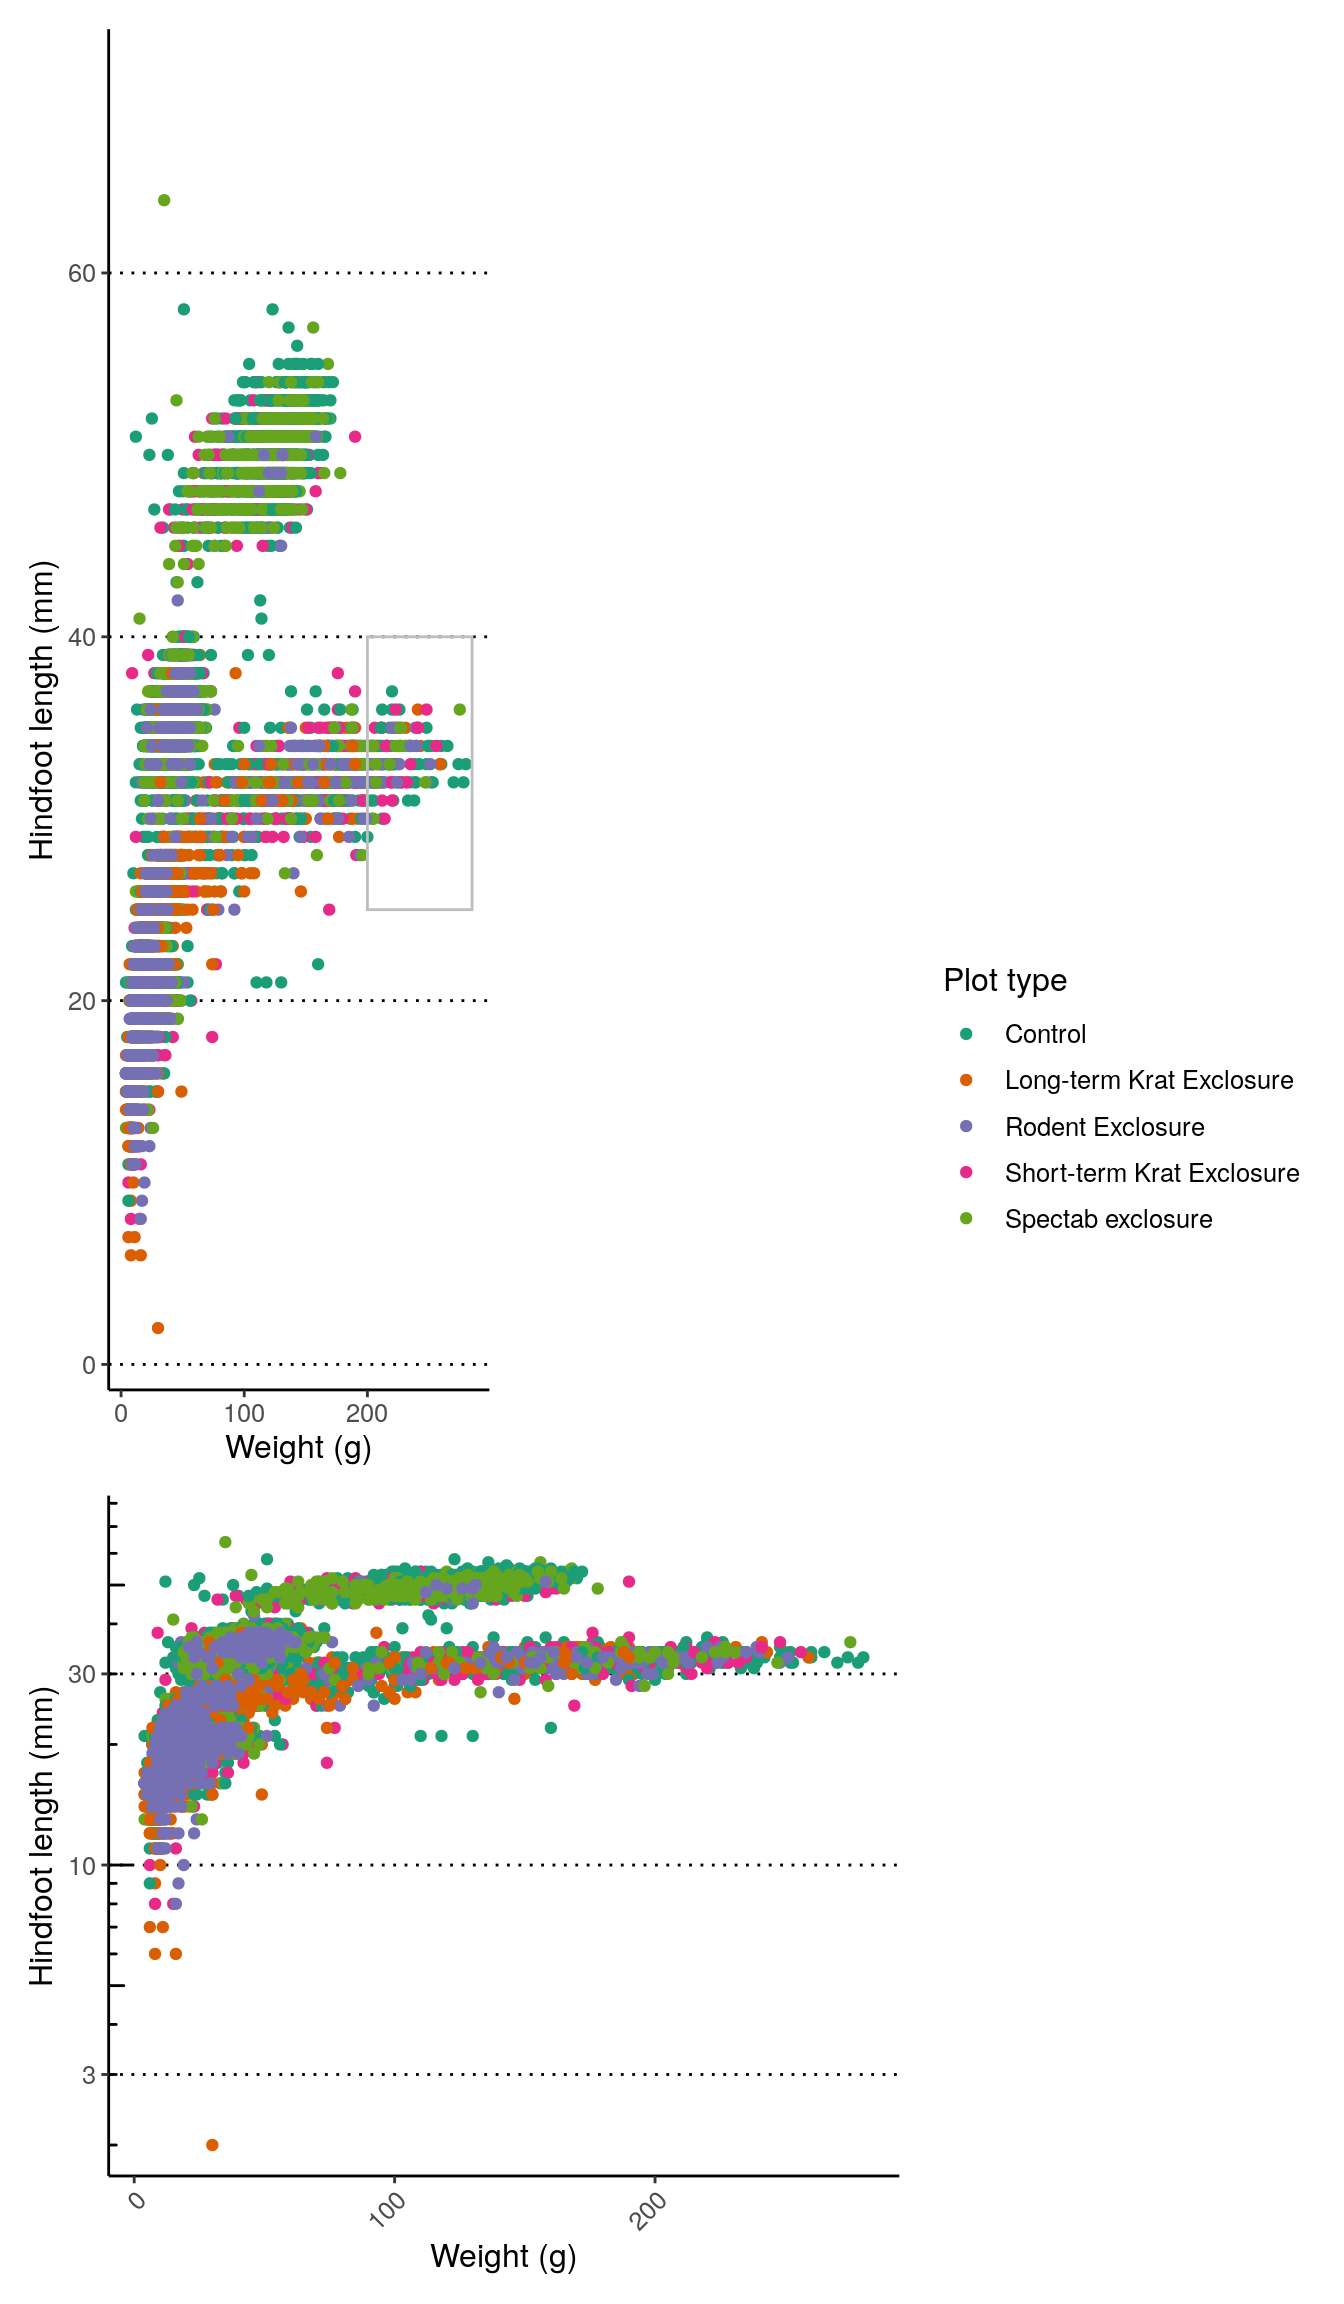 60
40
20
0
Hindfoot length (mm)
0 100 200
Weight (g)
Plot type
Control
Long-term Krat Exclosure
Rodent Exclosure
Short-term Krat Exclosure
Spectab exclosure
30
10
3
Hindfoot length (mm)
0 100 200
Weight (g)